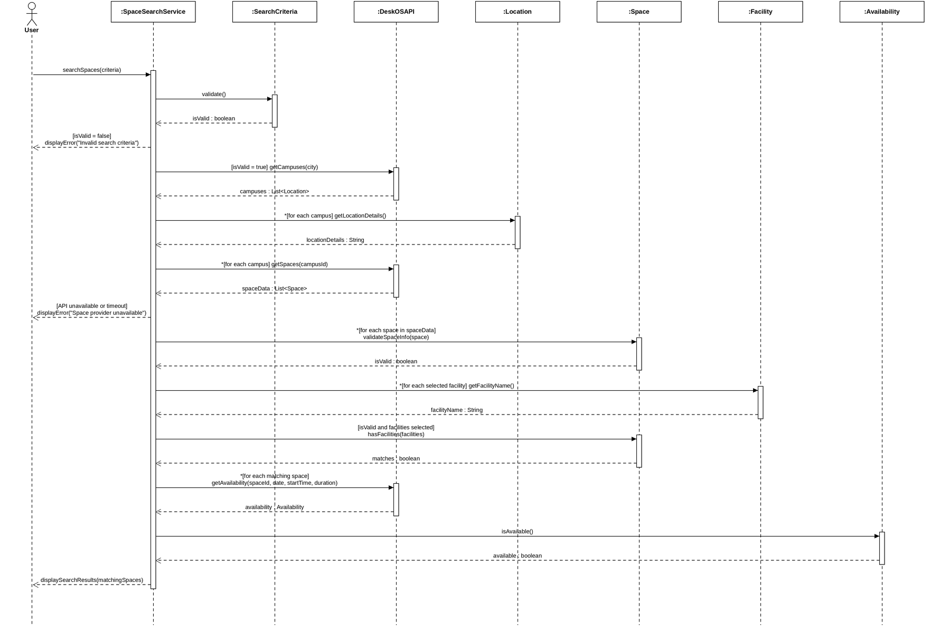 :SpaceSearchService
:SearchCriteria
:DeskOSAPI
:Location
:Space
:Facility
:Availability
User
searchSpaces(criteria)
validate()
isValid : boolean
[isValid = false]
displayError("Invalid search criteria")
[isValid = true] getCampuses(city)
campuses : List<Location>
*[for each campus] getLocationDetails()
locationDetails : String
*[for each campus] getSpaces(campusId)
spaceData : List<Space>
[API unavailable or timeout]
displayError("Space provider unavailable")
*[for each space in spaceData]
validateSpaceInfo(space)
isValid : boolean
*[for each selected facility] getFacilityName()
facilityName : String
[isValid and facilities selected]
hasFacilities(facilities)
matches : boolean
*[for each matching space]
getAvailability(spaceId, date, startTime, duration)
availability : Availability
isAvailable()
available : boolean
displaySearchResults(matchingSpaces)